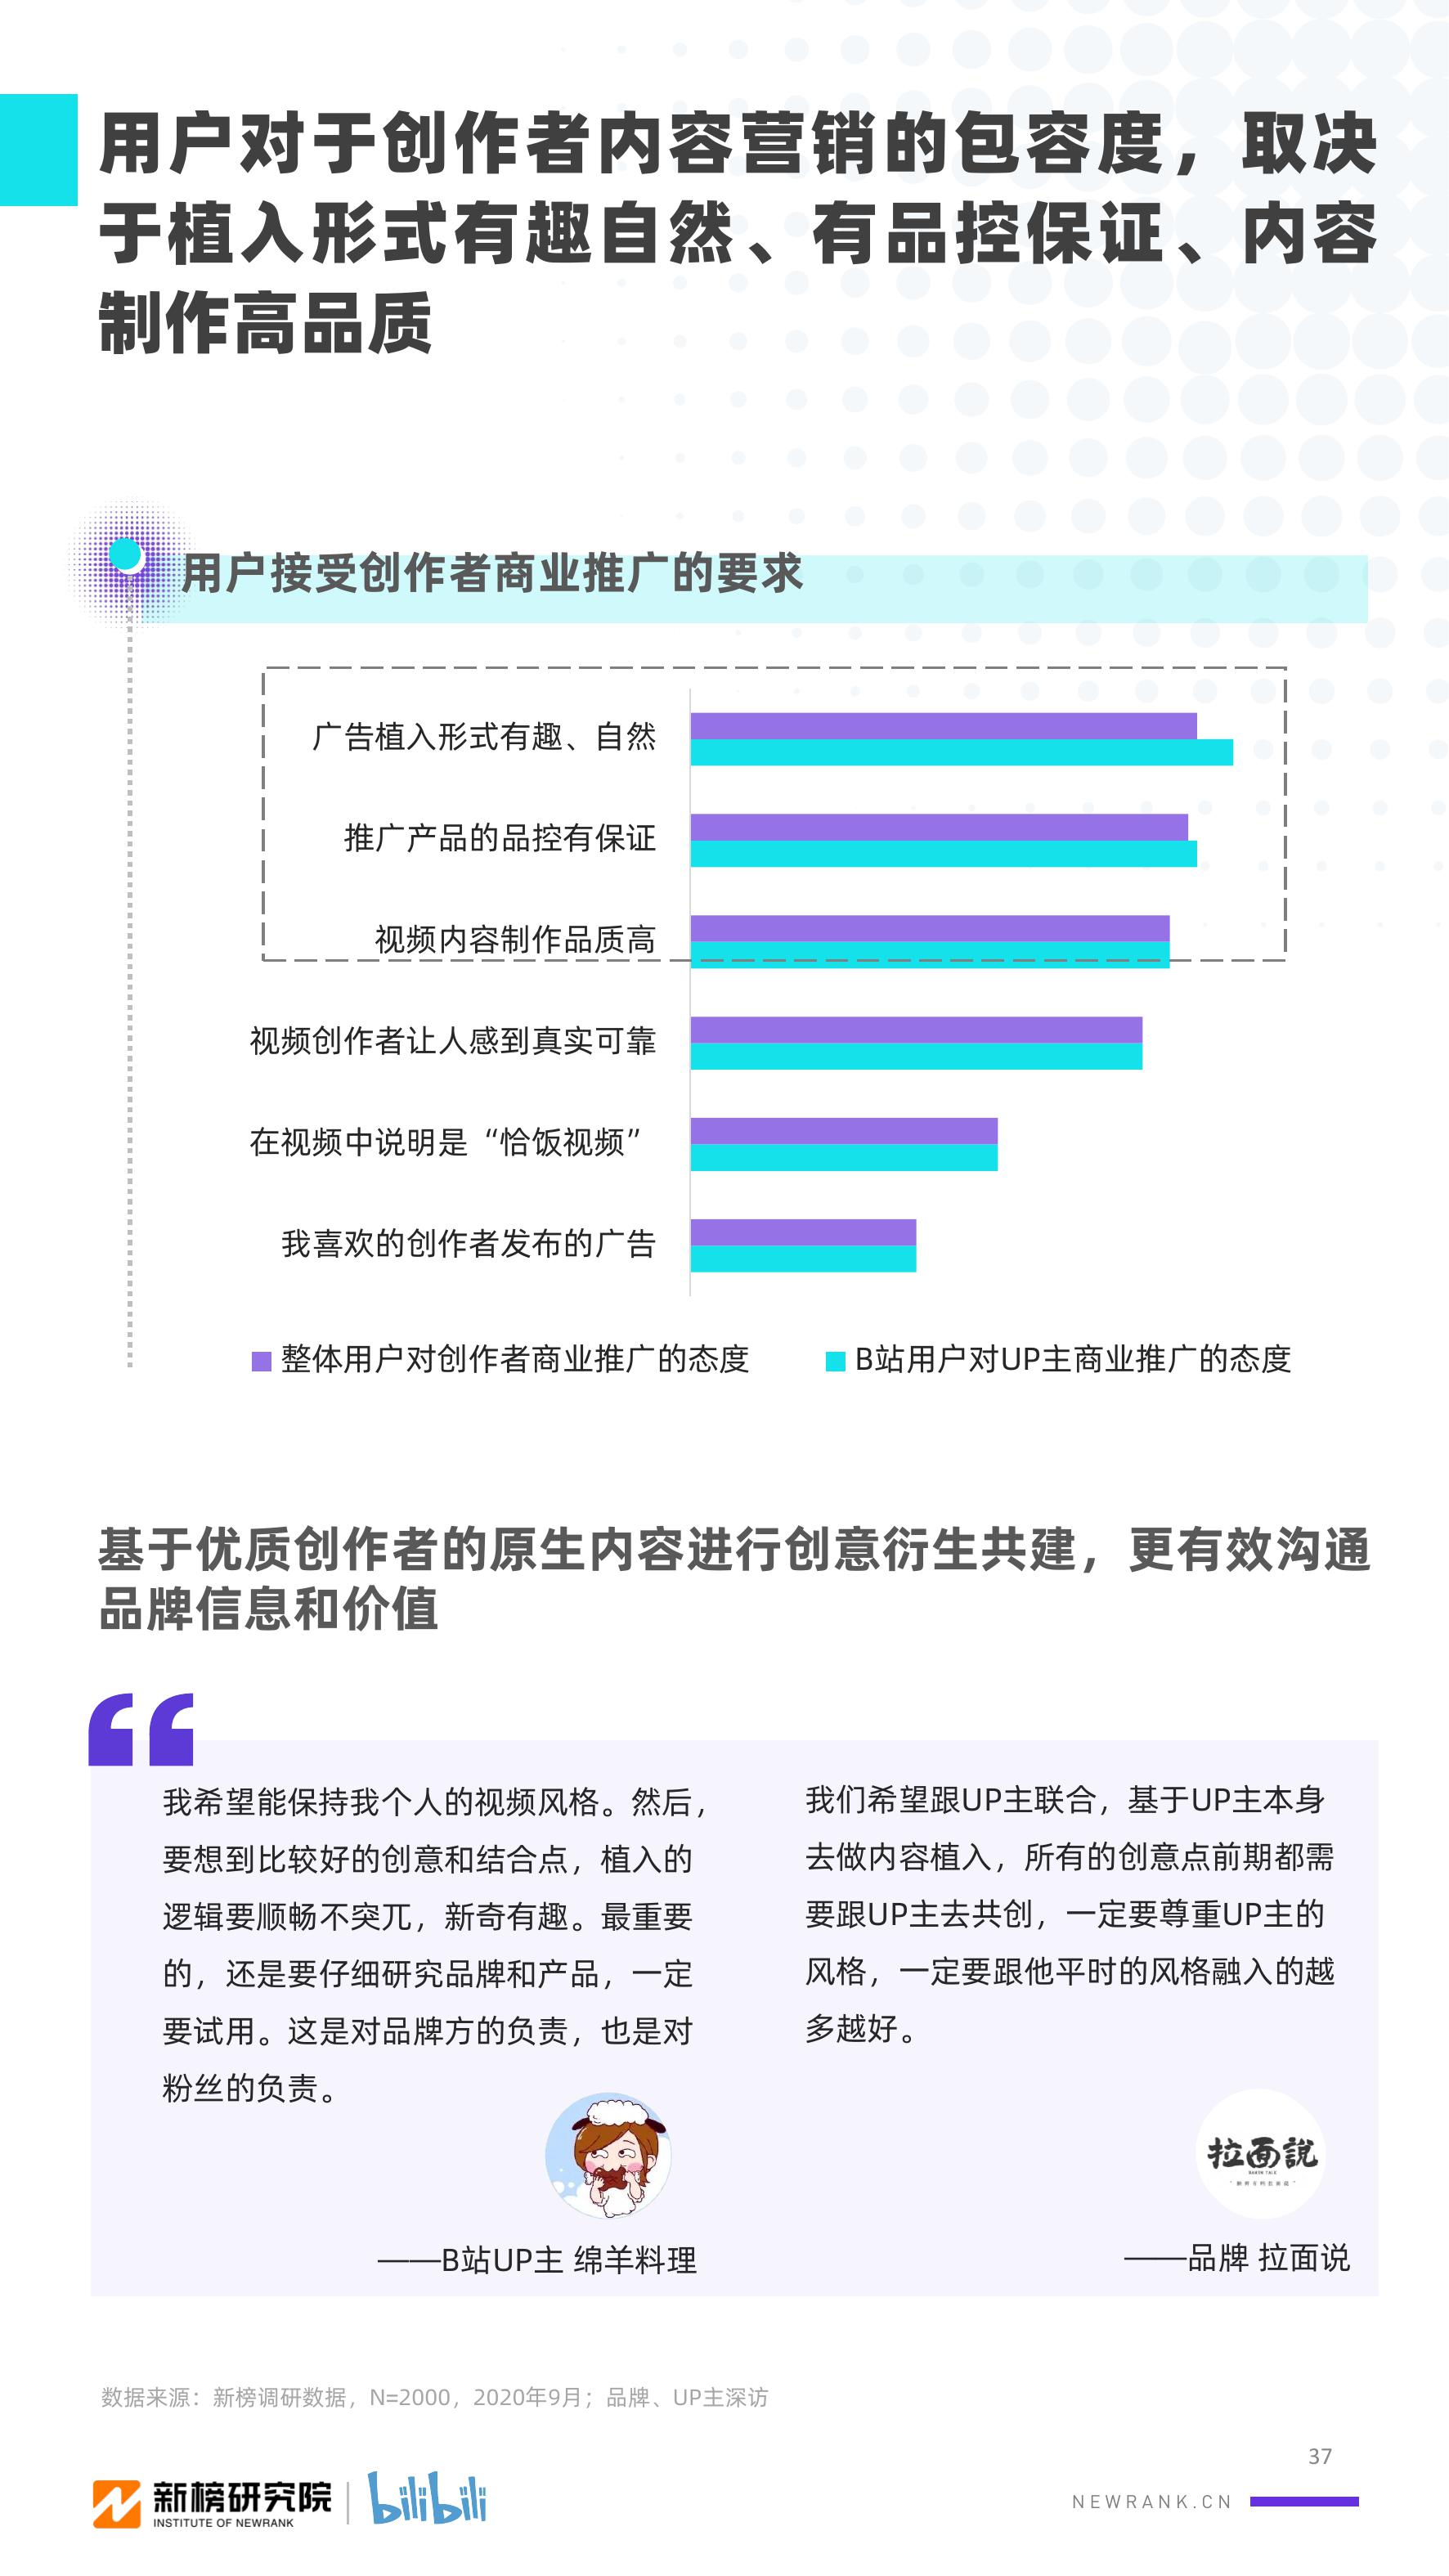 用户对于创作者内容营销的包容度，取决
于植入形式有趣自然、有品控保证、内容
制作高品质
用户接受创作者商业推广的要求
广告植入形式有趣、自然
推广产品的品控有保证
视频内容制作品质高
视频创作者让人感到真实可靠
在视频中说明是“恰饭视频”
我喜欢的创作者发布的广告
整体用户对创作者商业推广的态度
B站用户对UP主商业推广的态度
基于优质创作者的原生内容进行创意衍生共建，更有效沟通
品牌信息和价值
我希望能保持我个人的视频风格。然后，
要想到比较好的创意和结合点，植入的
逻辑要顺畅不突兀，新奇有趣。最重要
的，还是要仔细研究品牌和产品，一定
要试用。这是对品牌方的负责，也是对
粉丝的负责。
——B站UP主 绵羊料理
我们希望跟UP主联合，基于UP主本身
去做内容植入，所有的创意点前期都需
要跟UP主去共创，一定要尊重UP主的
风格，一定要跟他平时的风格融入的越
多越好。
拉面説
——品牌 拉面说
数据来源：新榜调研数据，N=2000，2020年9月；品牌、UP主深访
37
新榜研究院
INSTITUTE OF NEWRANK
bilibili
NEWRANK.CN